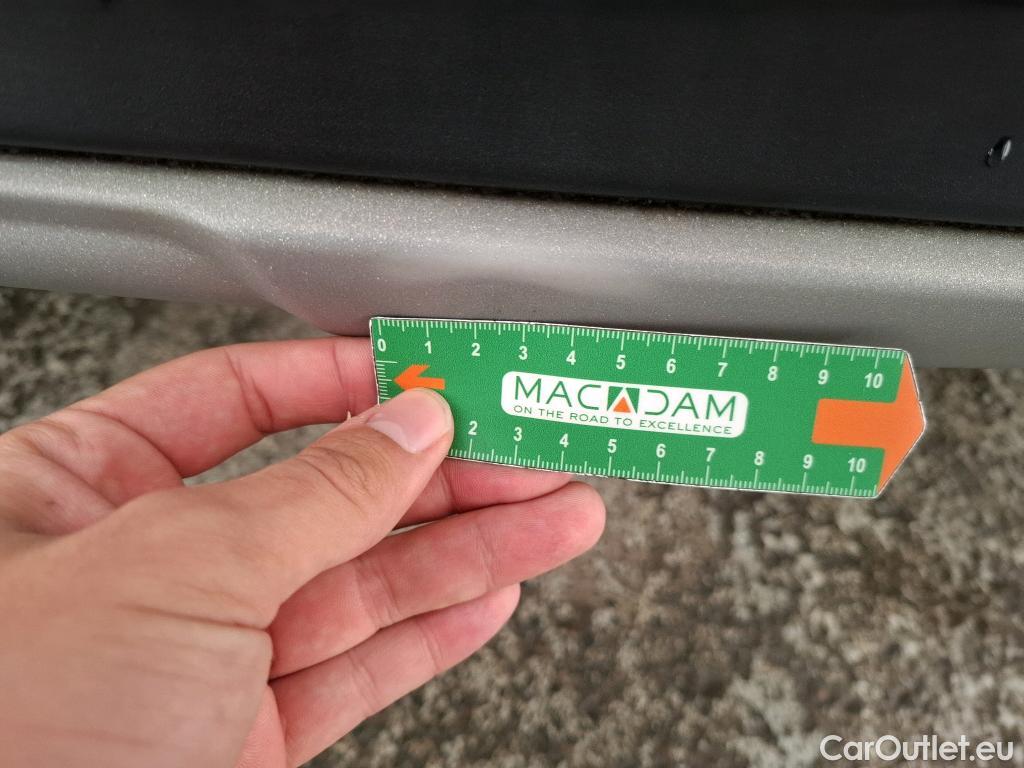 0 1 2 3 4 5 6 7 8 9 10
MACADAM
ON THE ROAD TO EXCELLENCE
2 3 4 5 6 7 8 9 10
CarOutlet.eu